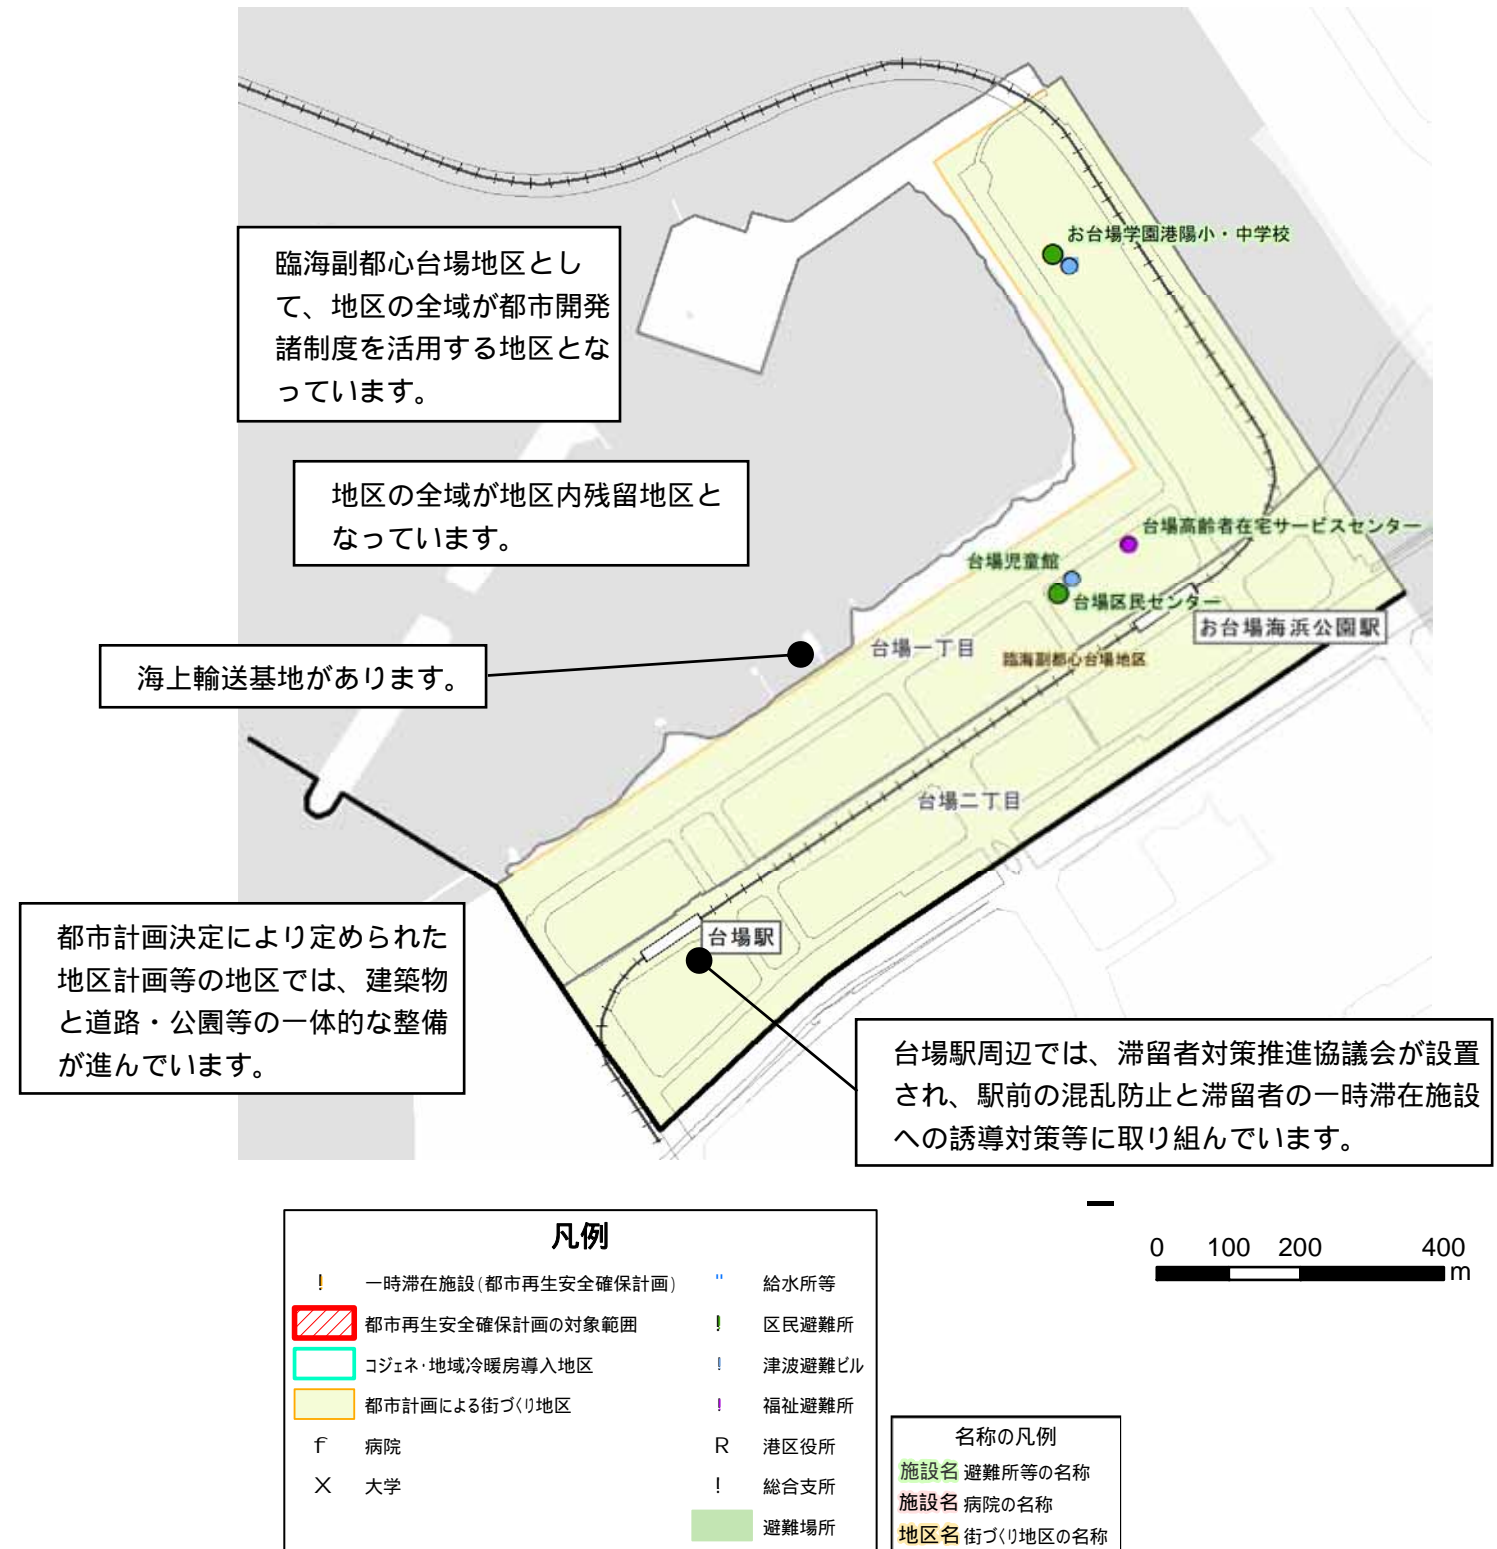 お台場学園港陽小・中学校
臨海副都心台場地区とし
て、地区の全域が都市開発
諸制度を活用する地区とな
っています。
地区の全域が地区内残留地区と
なっています。
台場高齢者在宅サービスセンター
台場児童館
台場区民センター
お台場海浜公園駅
台場一丁目
臨海副都心台場地区
海上輸送基地があります。
台場二丁目
台場駅
都市計画決定により定められた
地区計画等の地区では、建築物
と道路・公園等の一体的な整備
が進んでいます。
台場駅周辺では、滞留者対策推進協議会が設置
され、駅前の混乱防止と滞留者の一時滞在施設
への誘導対策等に取り組んでいます。
0 100 200 400
m
凡例
! 一時滞在施設(都市再生安全確保計画)
都市再生安全確保計画の対象範囲
コジェネ・地域冷暖房導入地区
都市計画による街づくり地区
f 病院
X 大学
" 給水所等
! 区民避難所
! 津波避難ビル
! 福祉避難所
R 港区役所
! 総合支所
避難場所
名称の凡例
施設名 避難所等の名称
施設名 病院の名称
地区名 街づくり地区の名称